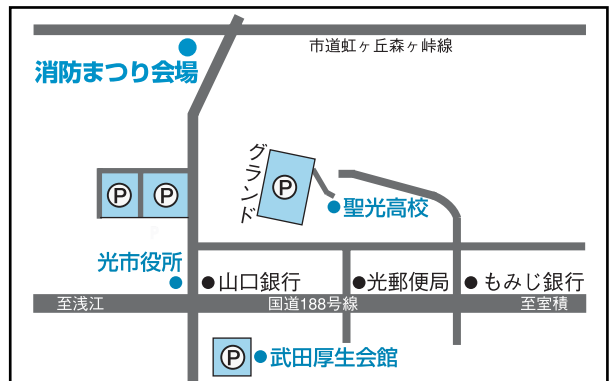 市道虹ヶ丘森ヶ峠線
消防まつり会場
グランド
P
P
P
聖光高校
光市役所
山口銀行
光郵便局
もみじ銀行
至浅江
国道188号線
至室積
P
武田厚生会館